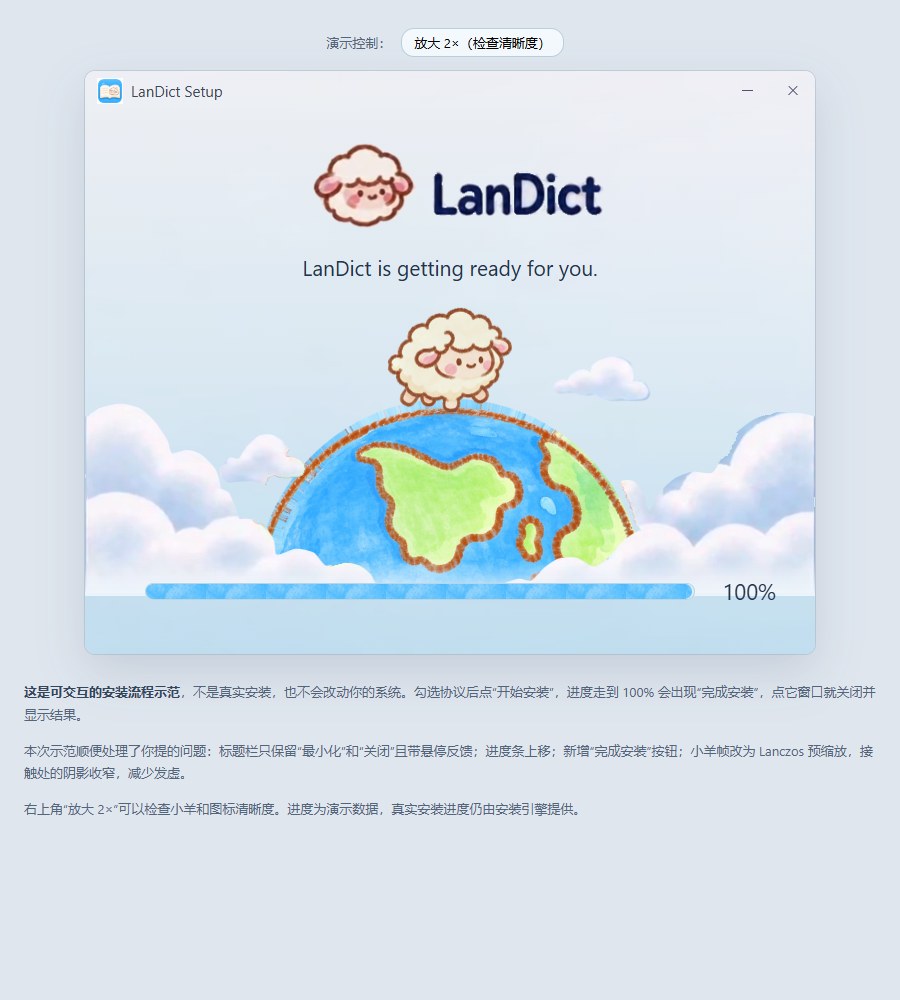 演示控制： 放大 2×（检查清晰度）
LanDict Setup
LanDict
LanDict is getting ready for you.
100%
这是可交互的安装流程示范，不是真实安装，也不会改动你的系统。勾选协议后点“开始安装”，进度走到 100% 会出现“完成安装”，点它窗口就关闭并
显示结果。
本次示范顺便处理了你提的问题：标题栏只保留“最小化”和“关闭”且带悬停反馈；进度条上移；新增“完成安装”按钮；小羊帧改为 Lanczos 预缩放，接
触处的阴影收窄，减少发虚。
右上角“放大 2×”可以检查小羊和图标清晰度。进度为演示数据，真实安装进度仍由安装引擎提供。